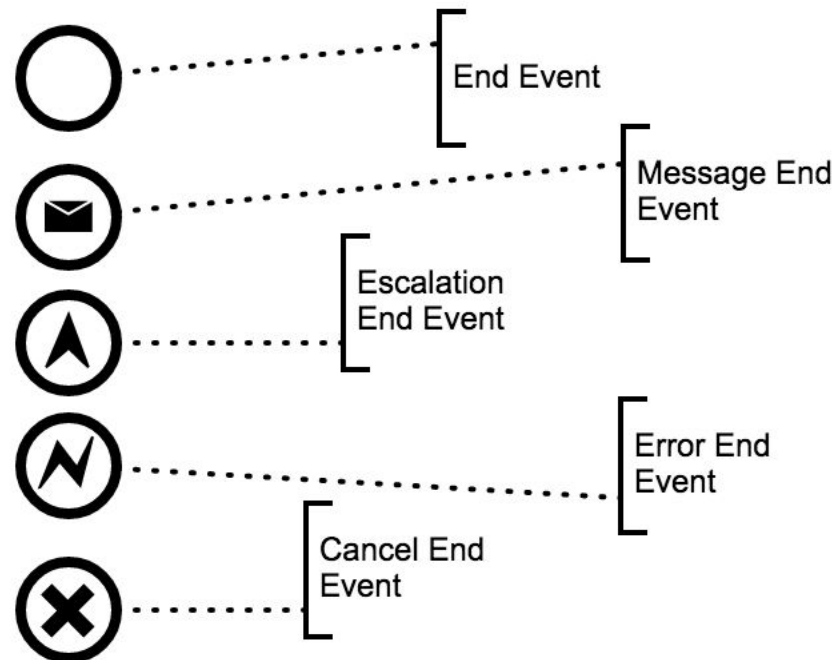 End Event
Message End
Event
Escalation
End Event
Error End
Event
Cancel End
Event